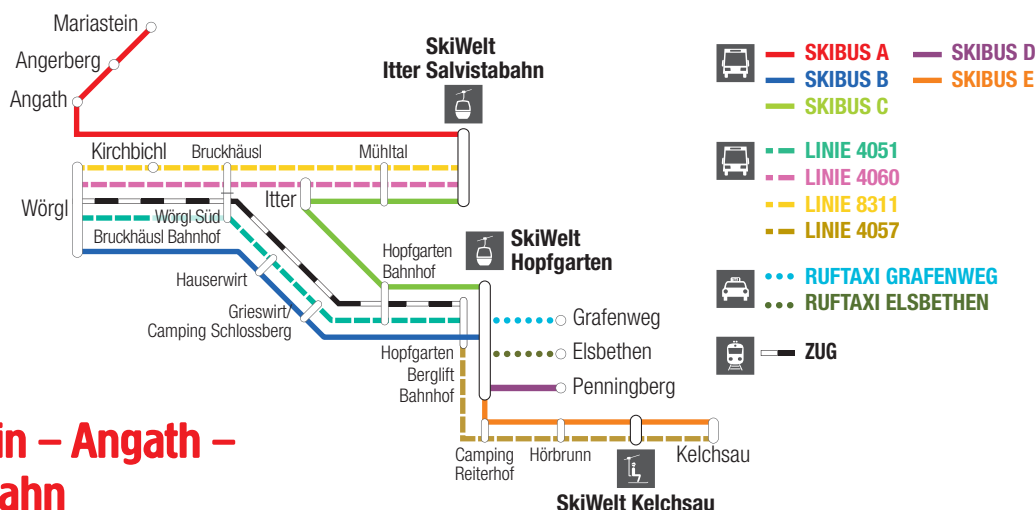 Mariastein
Angerberg
Angath
SkiWelt
Itter Salvistabahn
Kirchbichl
Bruckhäusl
Mühltal
Wörgl
Itter
Wörgl Süd
Bruckhäusl Bahnhof
Hauserwirt
Hopfgarten
Bahnhof
SkiWelt
Hopfgarten
Grieswirt/
Camping Schlossberg
Grafenweg
Elsbethen
Penningberg
Hopfgarten
Berglift
Bahnhof
Camping
Reiterhof
Hörbrunn
Kelchsau
SkiWelt Kelchsau
SKIBUS A
SKIBUS D
SKIBUS B
SKIBUS E
SKIBUS C
LINIE 4051
LINIE 4060
LINIE 8311
LINIE 4057
RUFTAXI GRAFENWEG
RUFTAXI ELSBETHEN
ZUG
in – Angath –
ahn